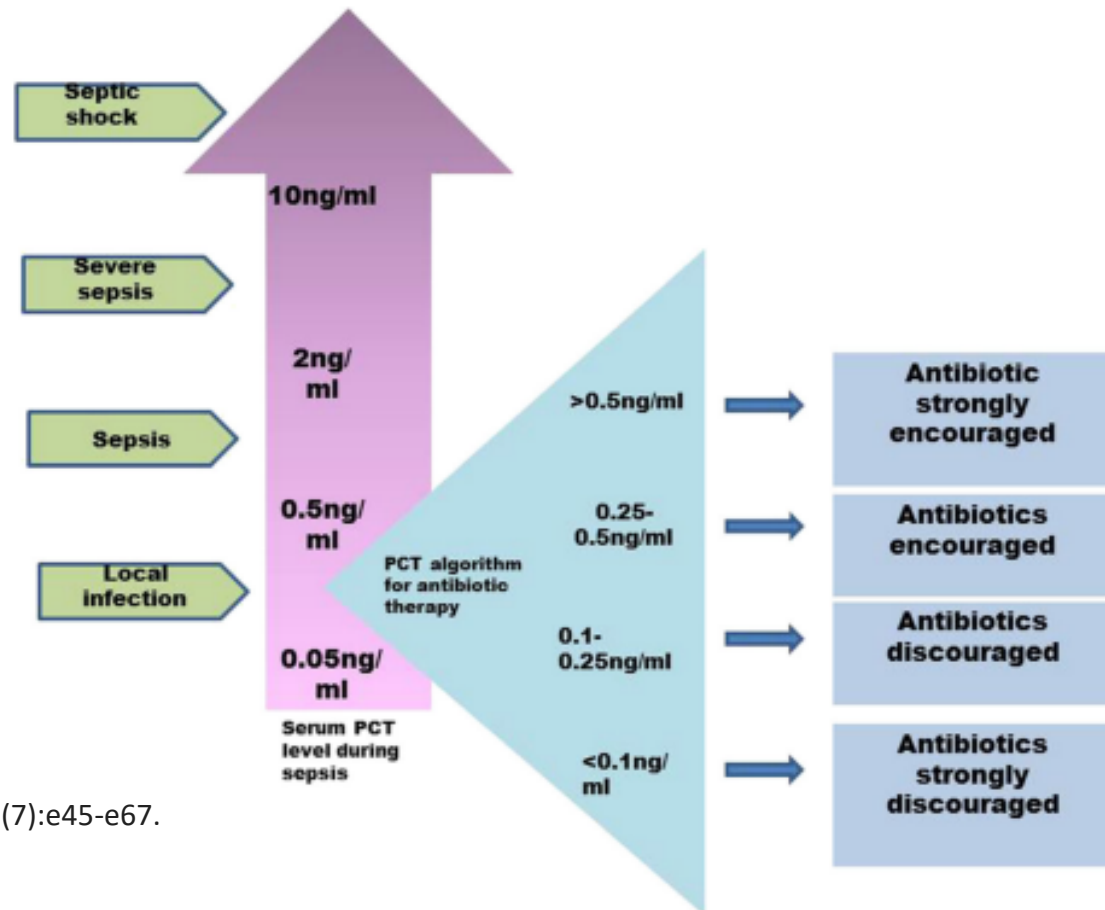 Septic
shock
Severe
sepsis
Sepsis
Local
infection
10ng/ml
2ng/
ml
0.5ng/
ml
0.05ng/
ml
Serum PCT
level during
sepsis
PCT algorithm
for antibiotic
therapy
>0.5ng/ml
0.25-
0.5ng/ml
0.1-
0.25ng/ml
<0.1ng/
ml
Antibiotic
strongly
encouraged
Antibiotics
encouraged
Antibiotics
discouraged
Antibiotics
strongly
discouraged
(7):e45-e67.